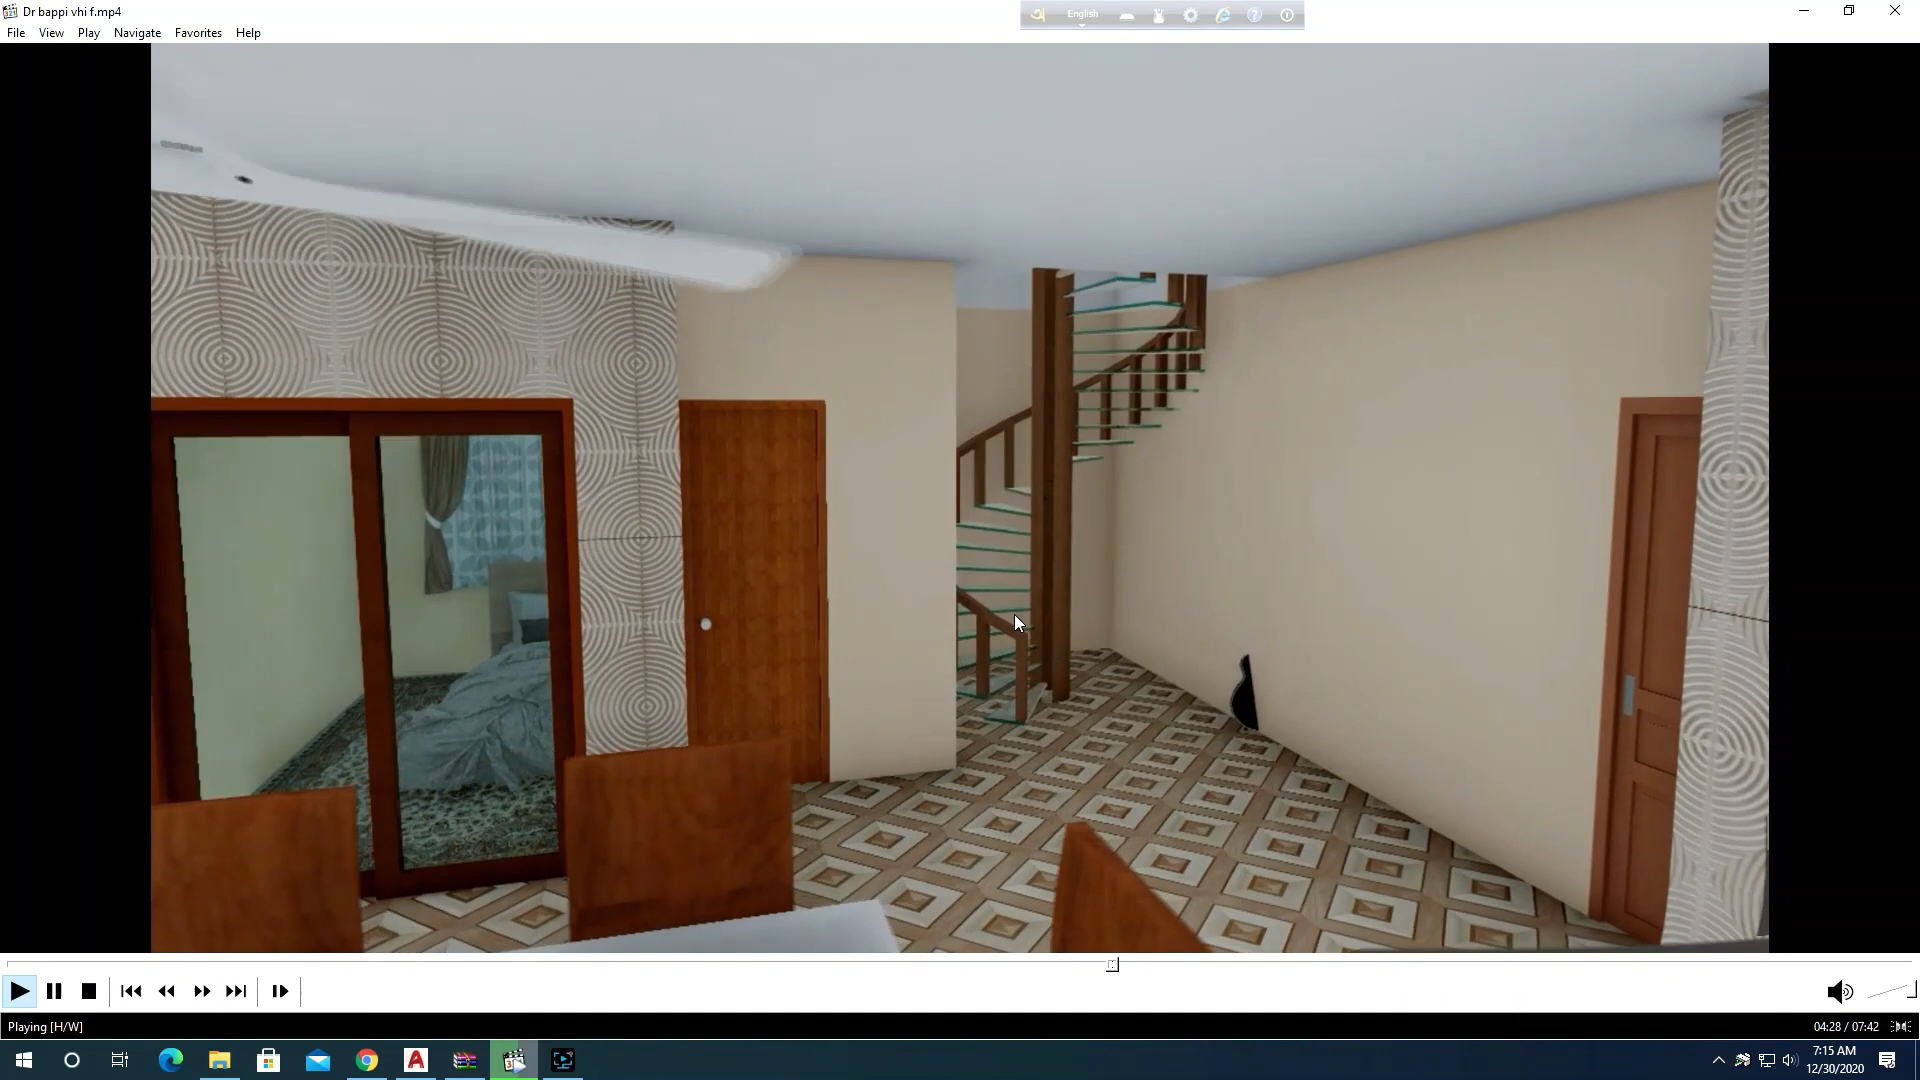 Dr bappi vhi f.mp4
English
File View Play Navigate Favorites Help
Playing [H/W]
04:28 / 07:42
7:15 AM
12/30/2020